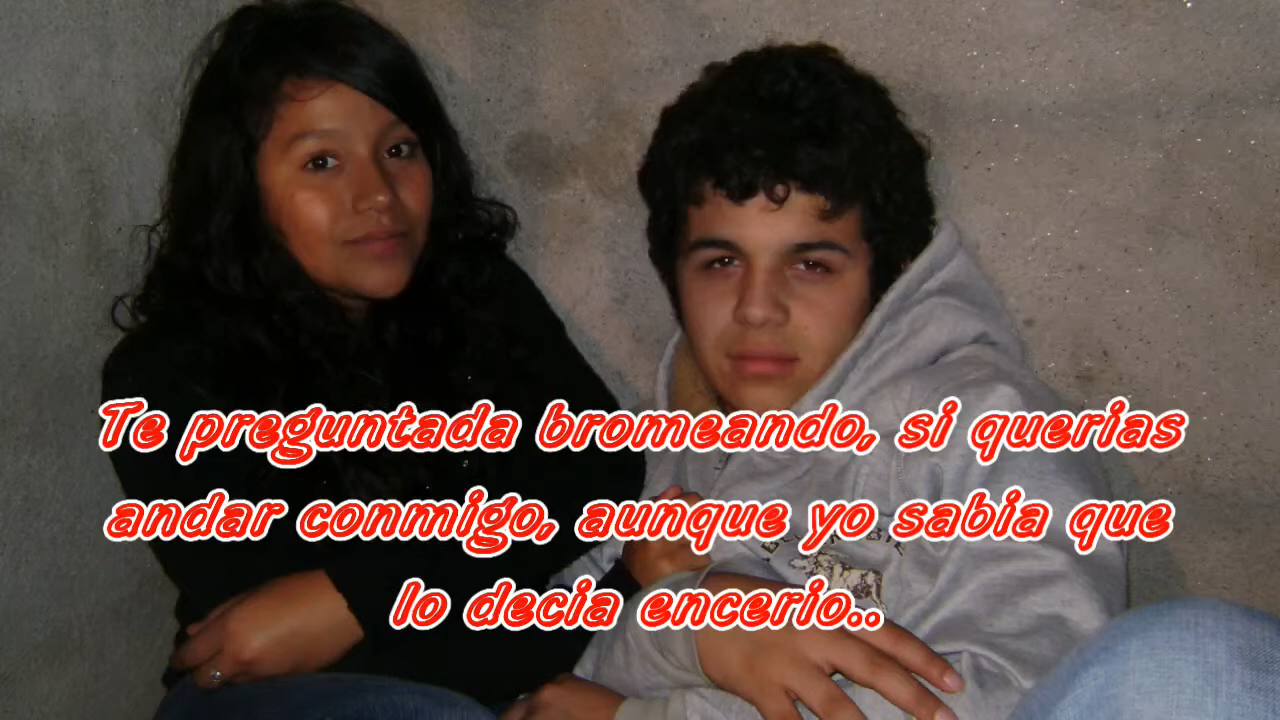 Te preguntada bromeando, si querias
andar conmigo, aunque yo sabia que
lo decia encerio..